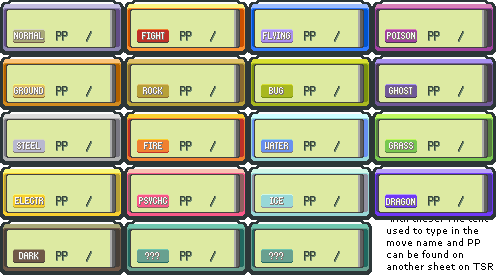 NORMAL PP / FIGHT PP / FLYING PP / POISON PP /
GROUND PP / ROCK PP / BUG PP / GHOST PP /
STEEL PP / FIRE PP / WATER PP / GRASS PP /
ELECTR PP / PSYCHC PP / ICE PP / DRAGON PP /
used to type in the
DARK PP / ??? PP / ??? PP / move name and PP
can be found on
another sheet on TSR